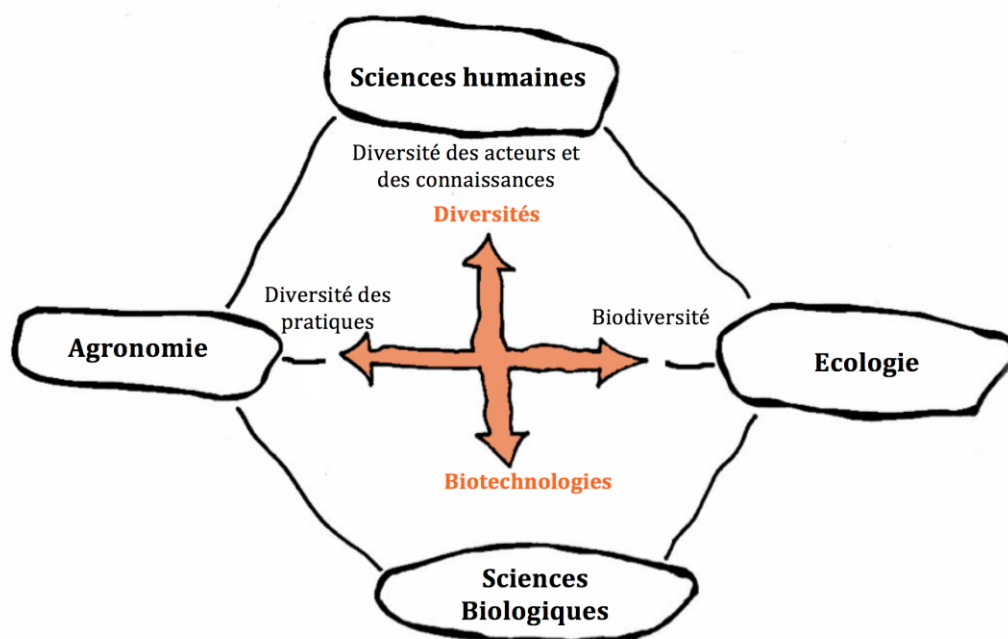 Sciences humaines
Diversité des acteurs et
des connaissances
Diversités
Diversité des
pratiques
Biodiversité
Agronomie
Ecologie
Biotechnologies
Sciences
Biologiques